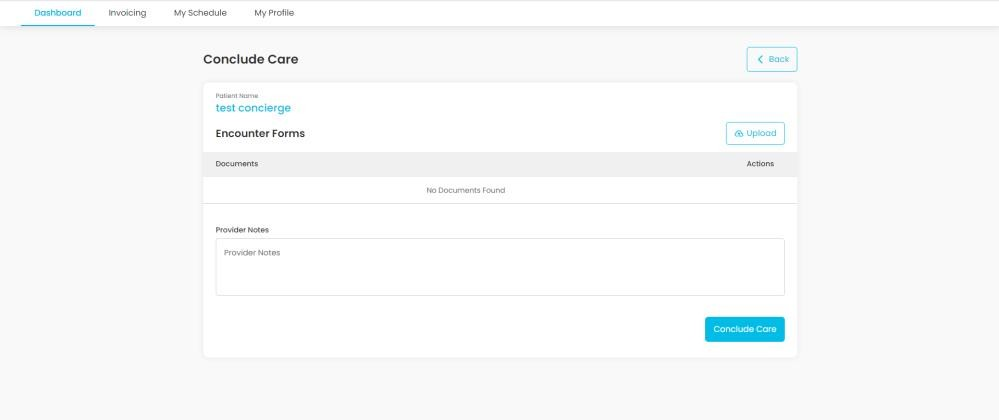 Dashboard Invoicing My Schedule My Profile
Conclude Care Back
Patient Name
test concierge
Encounter Forms Upload
Documents Actions
No Documents Found
Provider Notes
Provider Notes
Conclude Care